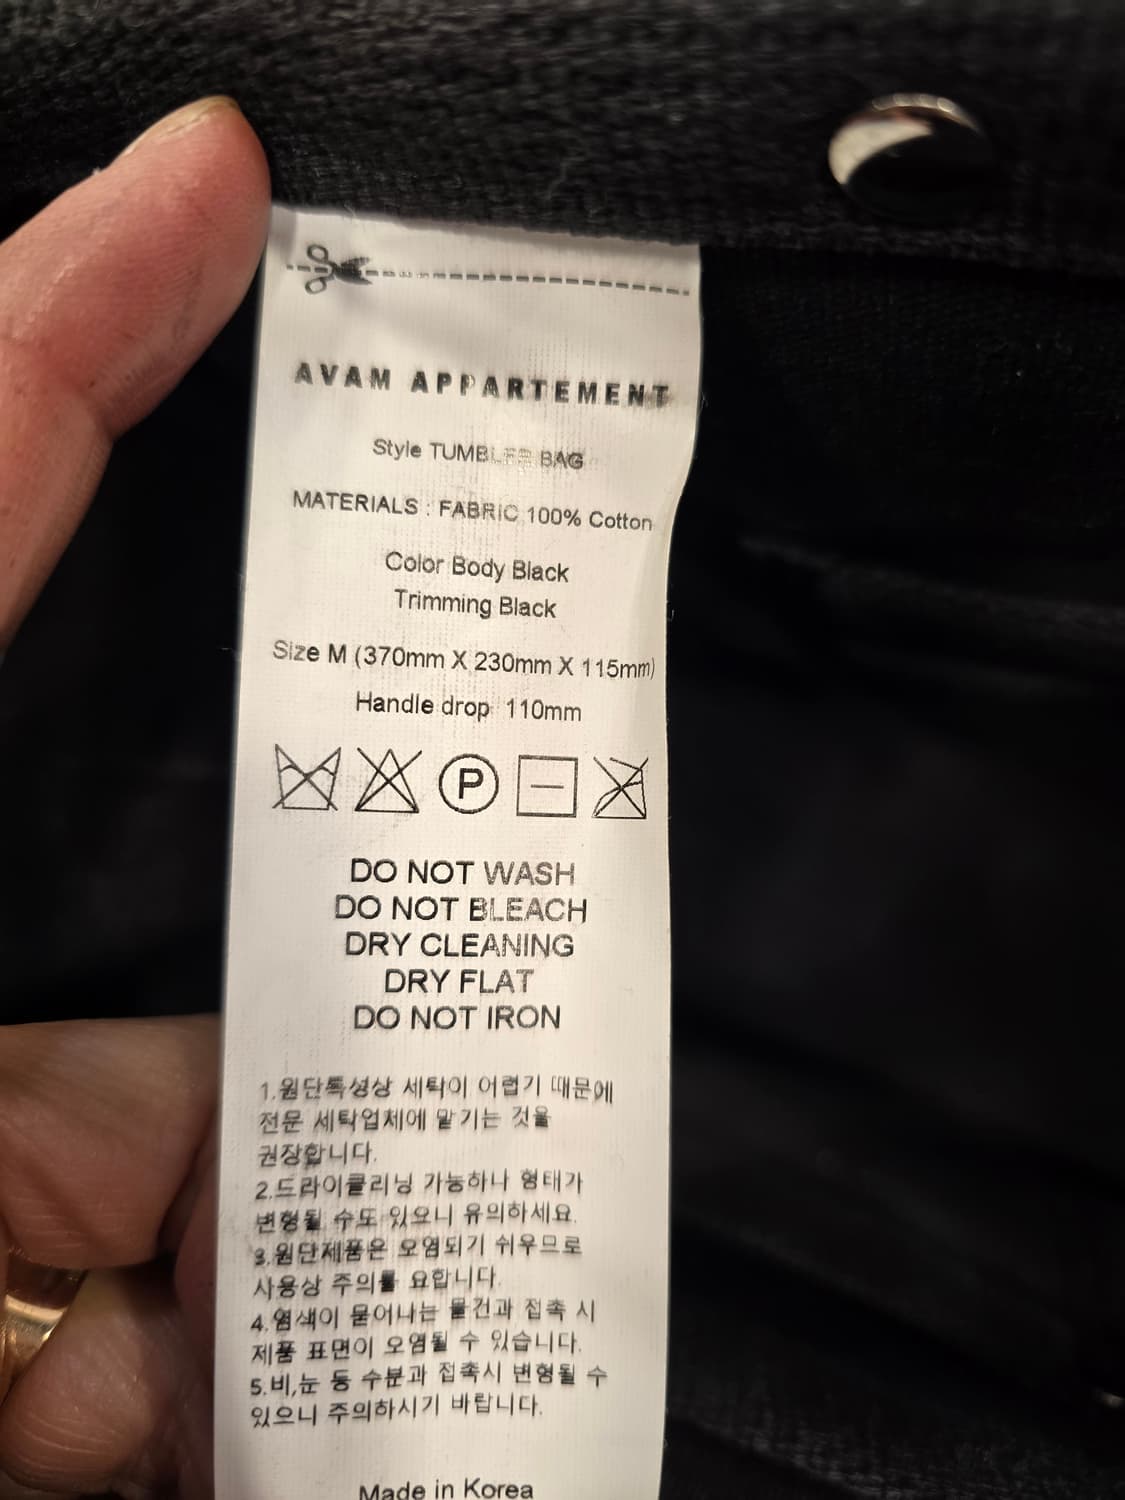 AVAM APPARTEMENT
Style TUMBLER BAG
MATERIALS : FABRIC 100% Cotton
Color Body Black
Trimming Black
Size M (370mm X 230mm X 115mm)
Handle drop 110mm
P
DO NOT WASH
DO NOT BLEACH
DRY CLEANING
DRY FLAT
DO NOT IRON
1.원단특성상 세탁이 어렵기 때문에
전문 세탁업체에 맡기는 것을
권장합니다.
2.드라이클리닝 가능하나 형태가
변형될 수도 있으니 유의하세요.
3.원단제품은 오염되기 쉬우므로
사용상 주의를 요합니다.
4.염색이 묻어나는 물건과 접촉 시
제품 표면이 오염될 수 있습니다.
5.비,눈 등 수분과 접촉시 변형될 수
있으니 주의하시기 바랍니다.
Made in Korea